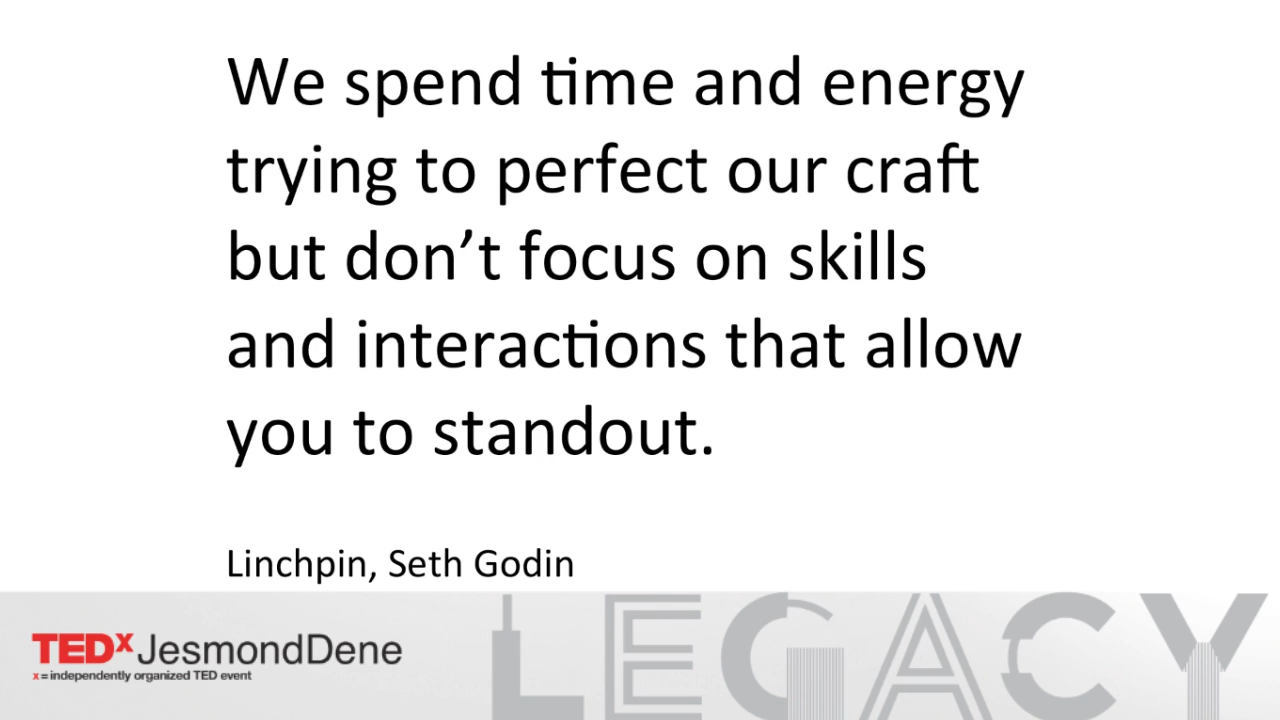 We spend time and energy
trying to perfect our craft
but don’t focus on skills
and interactions that allow
you to standout.
Linchpin, Seth Godin
TEDx JesmondDene
x = independently organized TED event
LEGACY